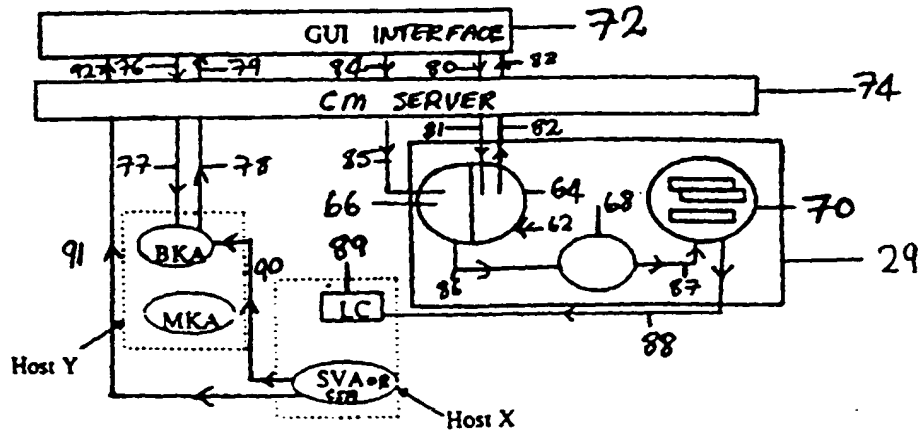 GUI INTERFACE 72
92 76 79 84 80 83
CM SERVER 74
77 78 85 81 82
66 64 68 70
62
BKA 91 90 89 86 87 29
MKA LC 88
Host Y
SVA OR
Host X